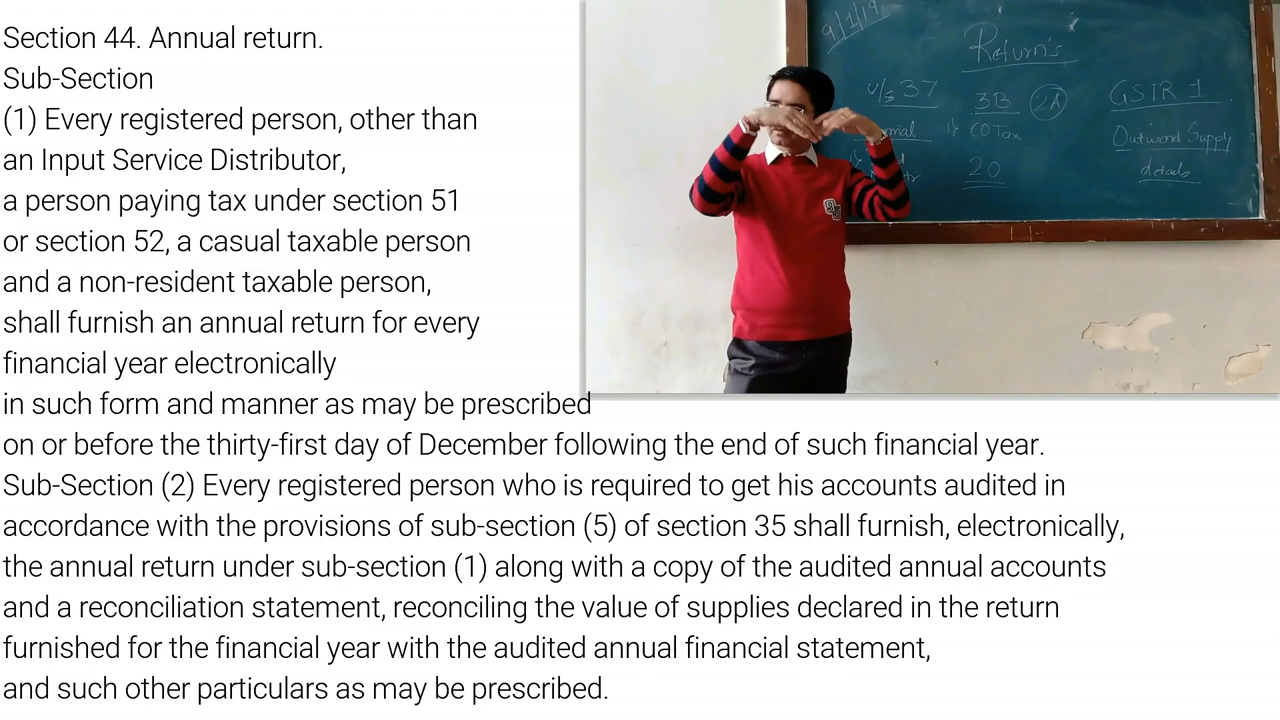 Section 44. Annual return.
Sub-Section
(1) Every registered person, other than
an Input Service Distributor,
a person paying tax under section 51
or section 52, a casual taxable person
and a non-resident taxable person,
shall furnish an annual return for every
financial year electronically
in such form and manner as may be prescribed
on or before the thirty-first day of December following the end of such financial year.
Sub-Section (2) Every registered person who is required to get his accounts audited in
accordance with the provisions of sub-section (5) of section 35 shall furnish, electronically,
the annual return under sub-section (1) along with a copy of the audited annual accounts
and a reconciliation statement, reconciling the value of supplies declared in the return
furnished for the financial year with the audited annual financial statement,
and such other particulars as may be prescribed.
9/1/19
Return's
u/s 37
3B
2A
GSTR 1
Outword Supply
details
20